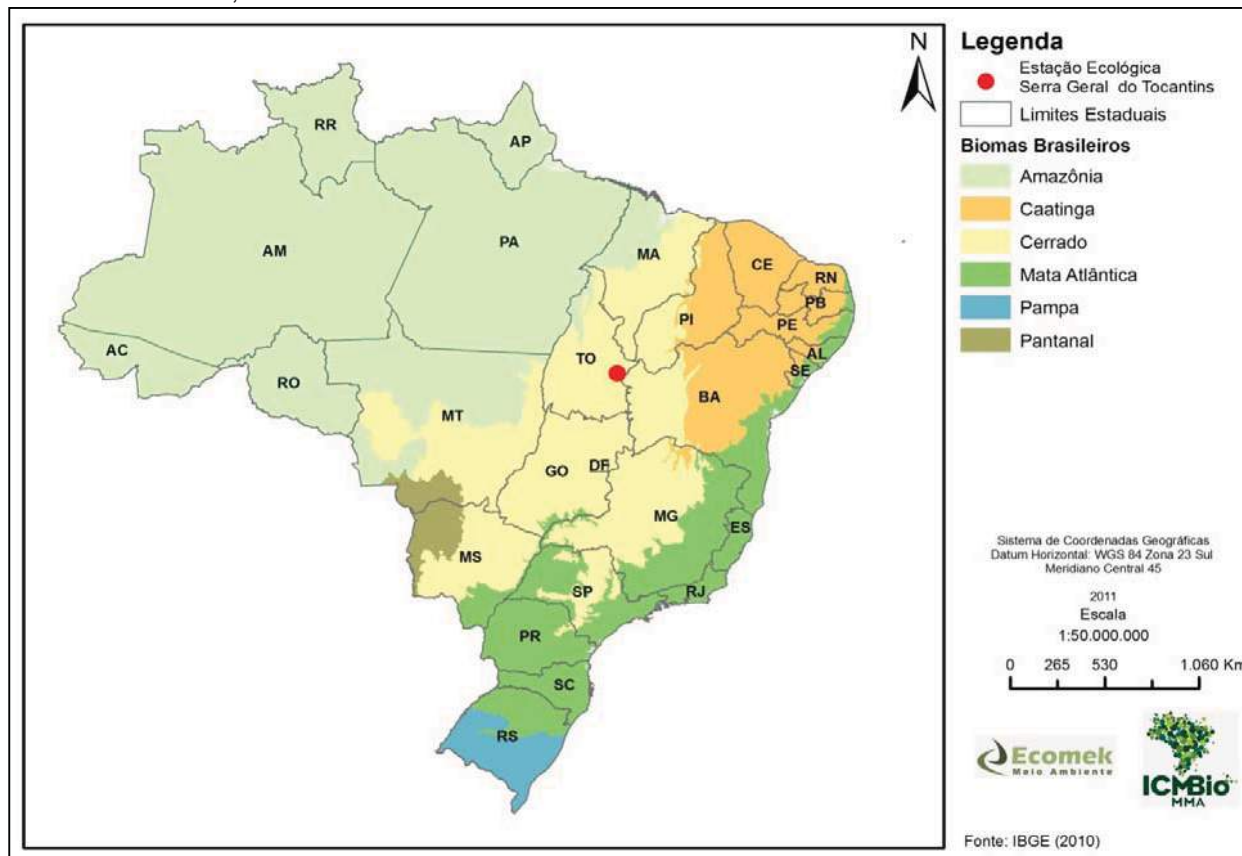 N
RR
AP
AM
PA
MA
CE
RN
PB
PI
PE
AC
TO
AL
SE
RO
BA
MT
GO
DF
MG
ES
MS
SP
RJ
PR
SC
RS
Legenda
Estação Ecológica
Serra Geral do Tocantins
Limites Estaduais
Biomas Brasileiros
Amazônia
Caatinga
Cerrado
Mata Atlântica
Pampa
Pantanal
Sistema de Coordenadas Geográficas
Datum Horizontal: WGS 84 Zona 23 Sul
Meridiano Central 45
2011
Escala
1:50.000.000
0 265 530 1.060 Km
Ecomek
Meio Ambiente
ICMBio
MMA
Fonte: IBGE (2010)